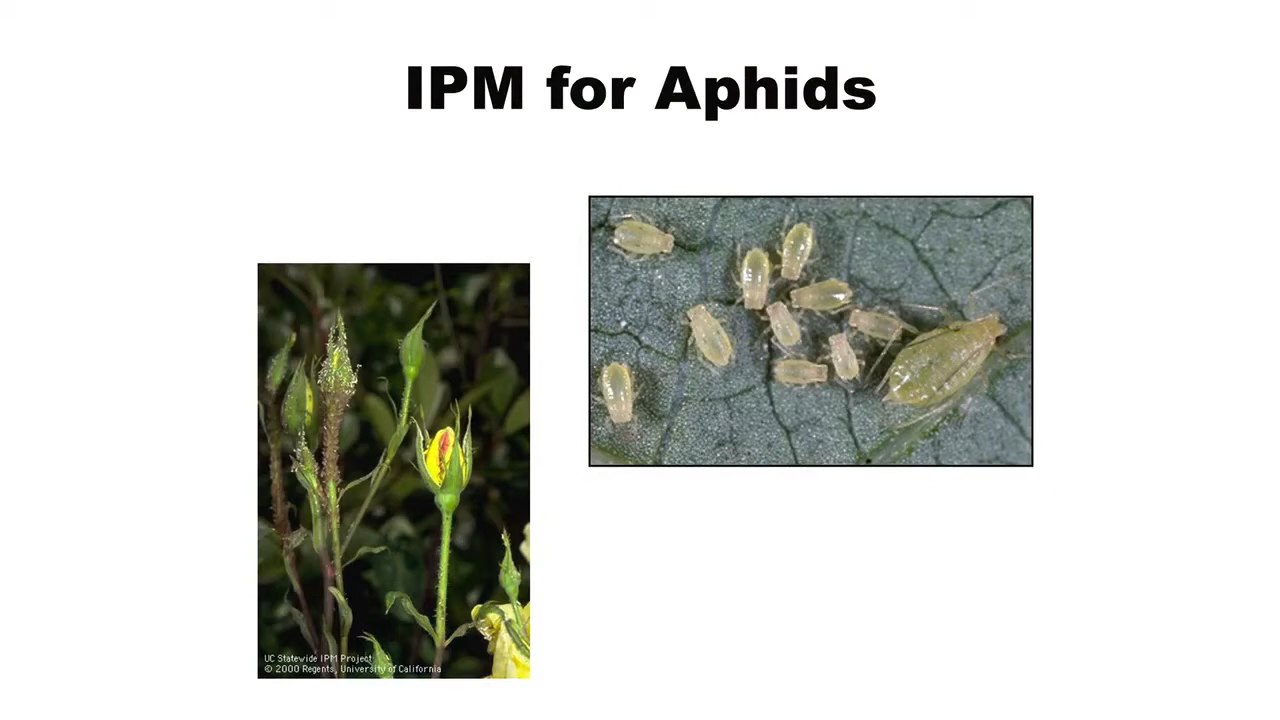 IPM for Aphids
UC Statewide IPM Project
© 2000 Regents, University of California